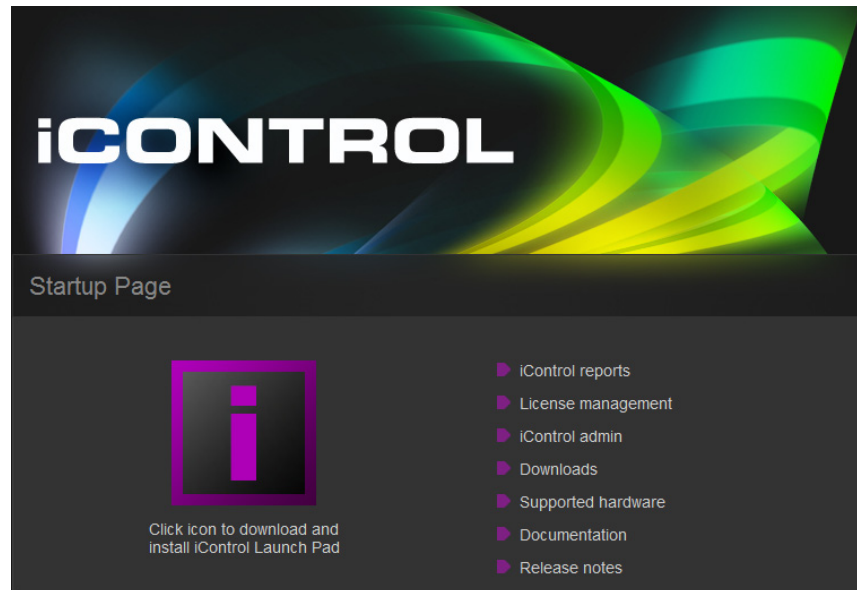 iCONTROL
Startup Page
Click icon to download and
install iControl Launch Pad
iControl reports
License management
iControl admin
Downloads
Supported hardware
Documentation
Release notes